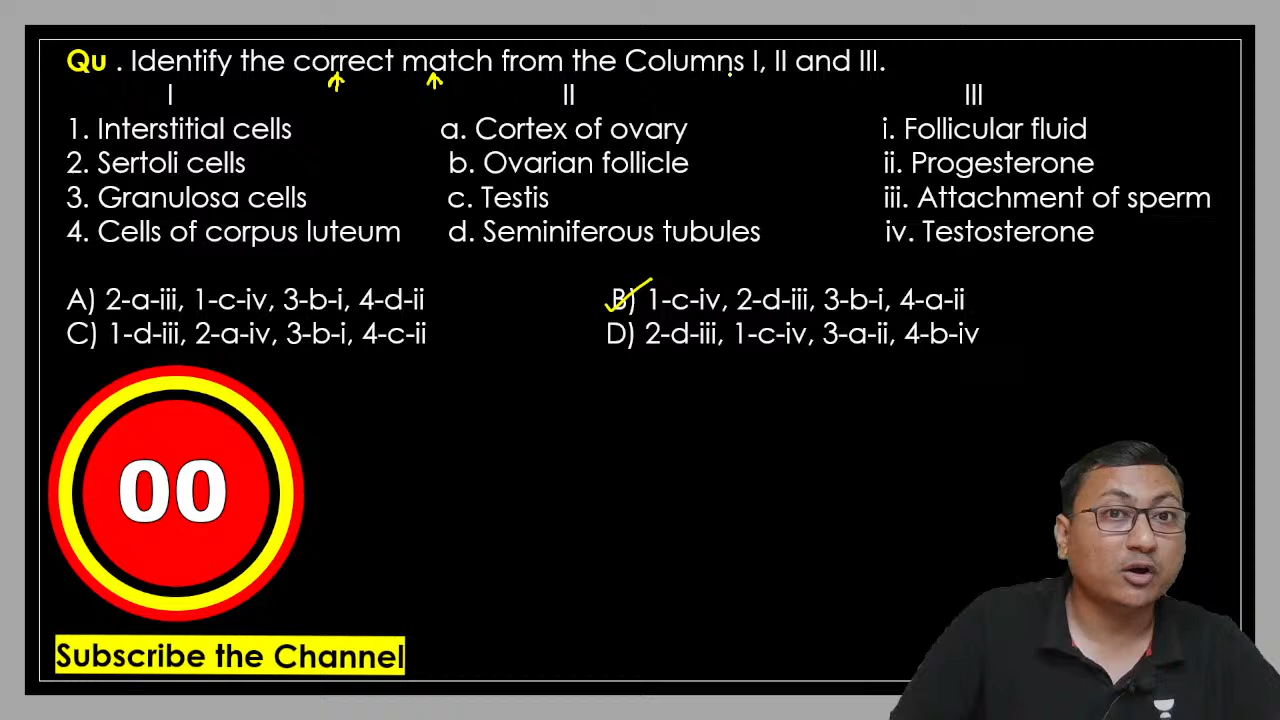 Qu . Identify the correct match from the Columns I, II and III.
I II III
1. Interstitial cells a. Cortex of ovary i. Follicular fluid
2. Sertoli cells b. Ovarian follicle ii. Progesterone
3. Granulosa cells c. Testis iii. Attachment of sperm
4. Cells of corpus luteum d. Seminiferous tubules iv. Testosterone
A) 2-a-iii, 1-c-iv, 3-b-i, 4-d-ii B) 1-c-iv, 2-d-iii, 3-b-i, 4-a-ii
C) 1-d-iii, 2-a-iv, 3-b-i, 4-c-ii D) 2-d-iii, 1-c-iv, 3-a-ii, 4-b-iv
00
Subscribe the Channel